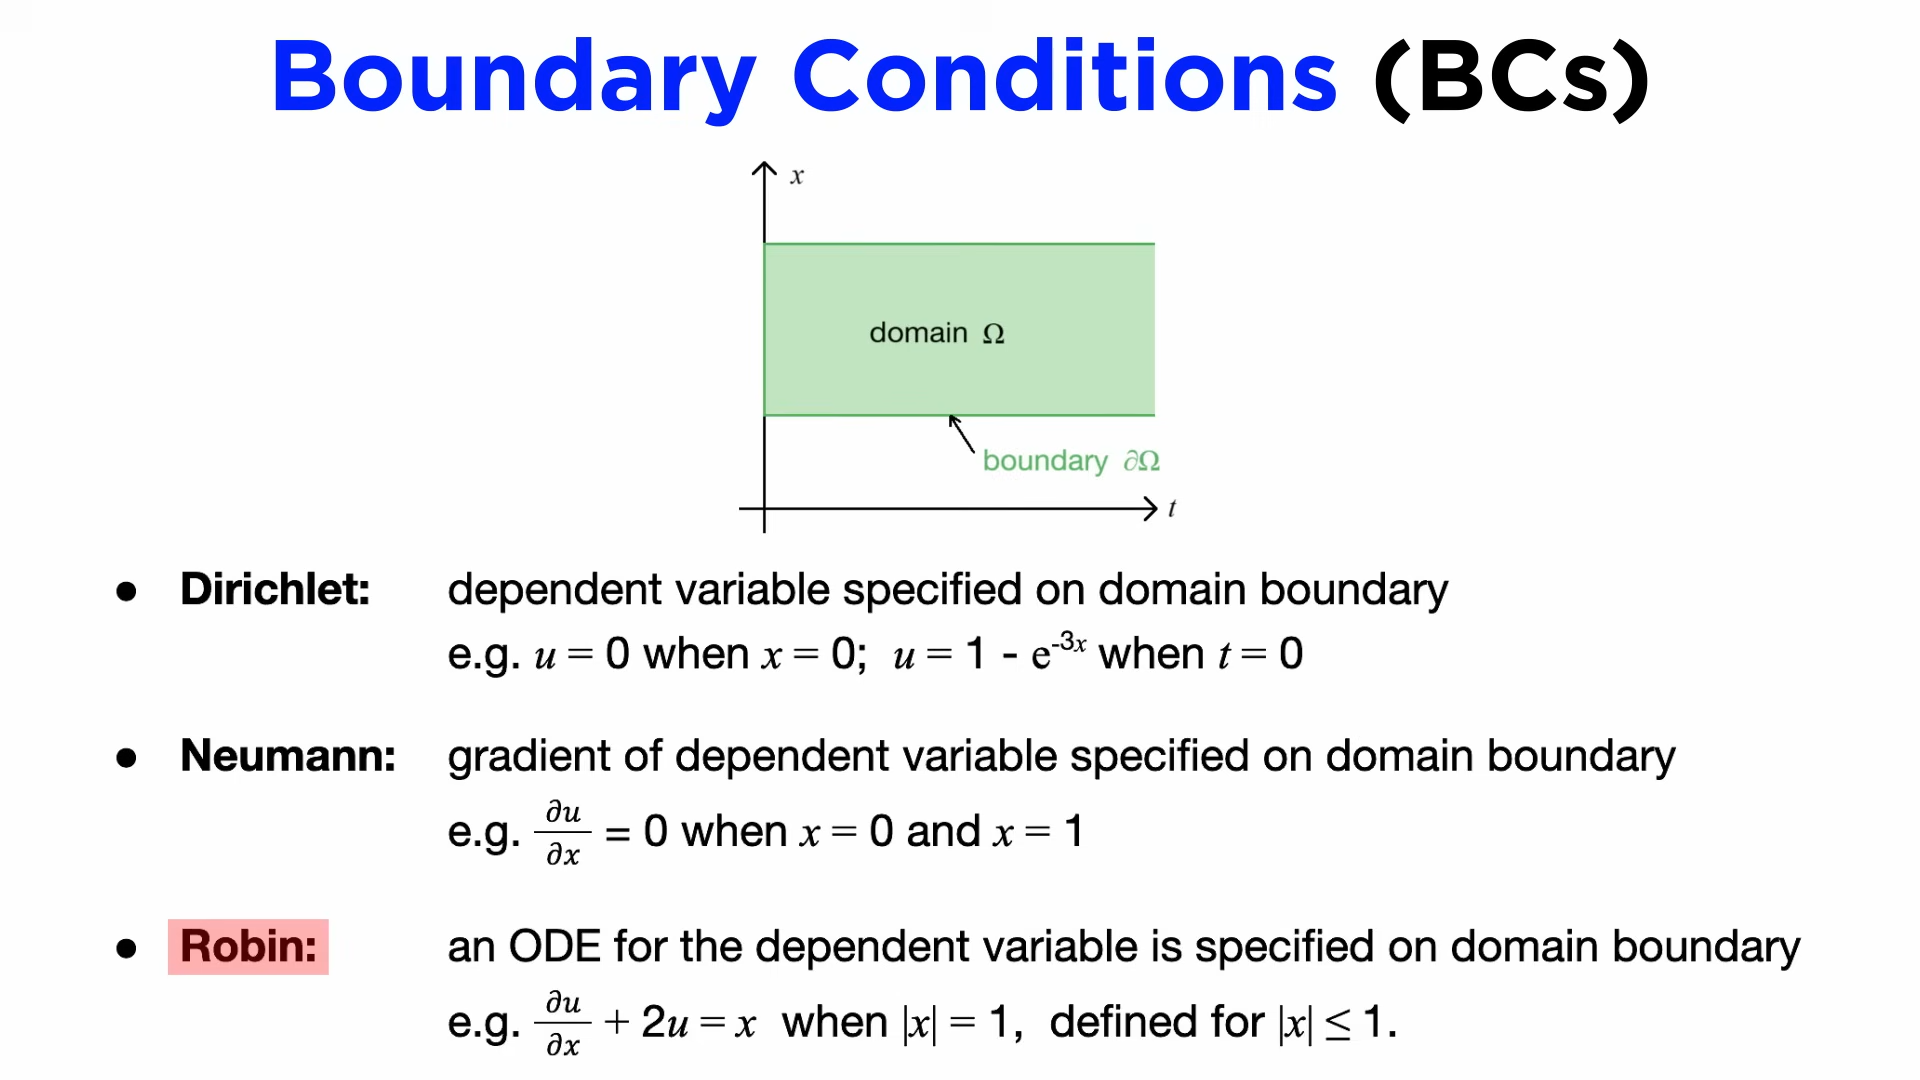 Boundary Conditions (BCs)
x
domain Ω
boundary ∂Ω
t
● Dirichlet: dependent variable specified on domain boundary
e.g. u = 0 when x = 0; u = 1 - e⁻³ˣ when t = 0
● Neumann: gradient of dependent variable specified on domain boundary
e.g. ∂u/∂x = 0 when x = 0 and x = 1
● Robin: an ODE for the dependent variable is specified on domain boundary
e.g. ∂u/∂x + 2u = x when |x| = 1, defined for |x| ≤ 1.